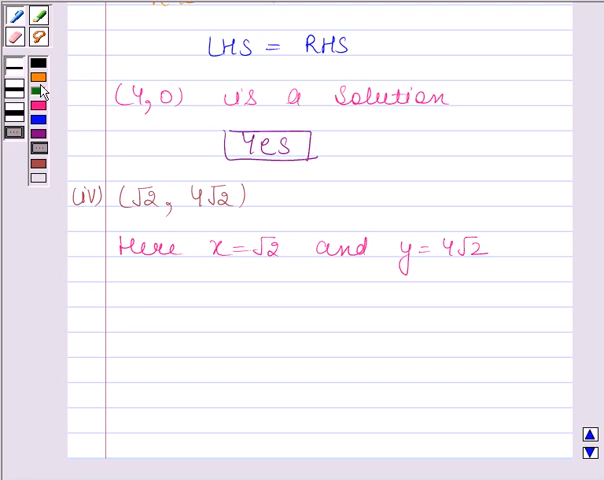 LHS = RHS
(4,0) is a solution
Yes
(iv) (√2, 4√2)
Here x=√2 and y=4√2